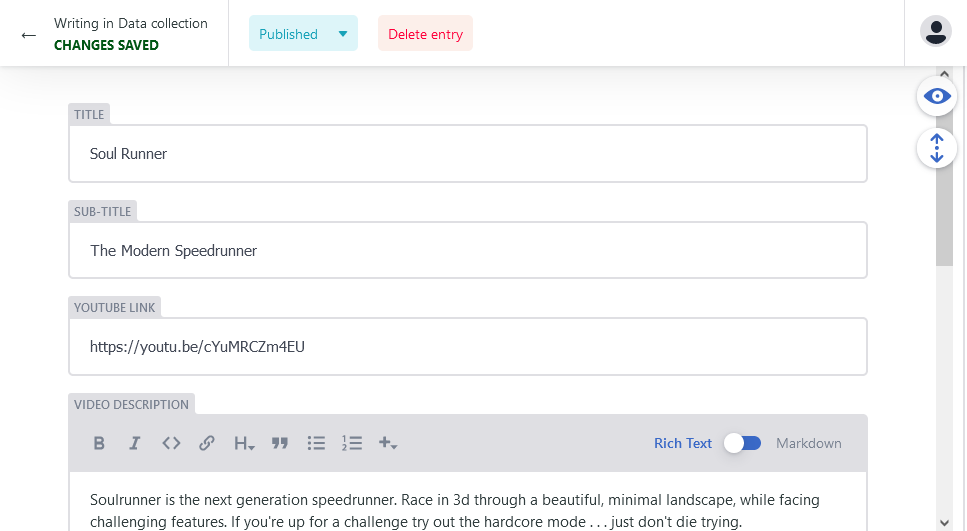 Writing in Data collection
CHANGES SAVED
Published
Delete entry
TITLE
Soul Runner
SUB-TITLE
The Modern Speedrunner
YOUTUBE LINK
https://youtu.be/cYuMRCZm4EU
VIDEO DESCRIPTION
Rich Text
Markdown
Soulrunner is the next generation speedrunner. Race in 3d through a beautiful, minimal landscape, while facing
challenging features. If you're up for a challenge try out the hardcore mode . . . just don't die trying.